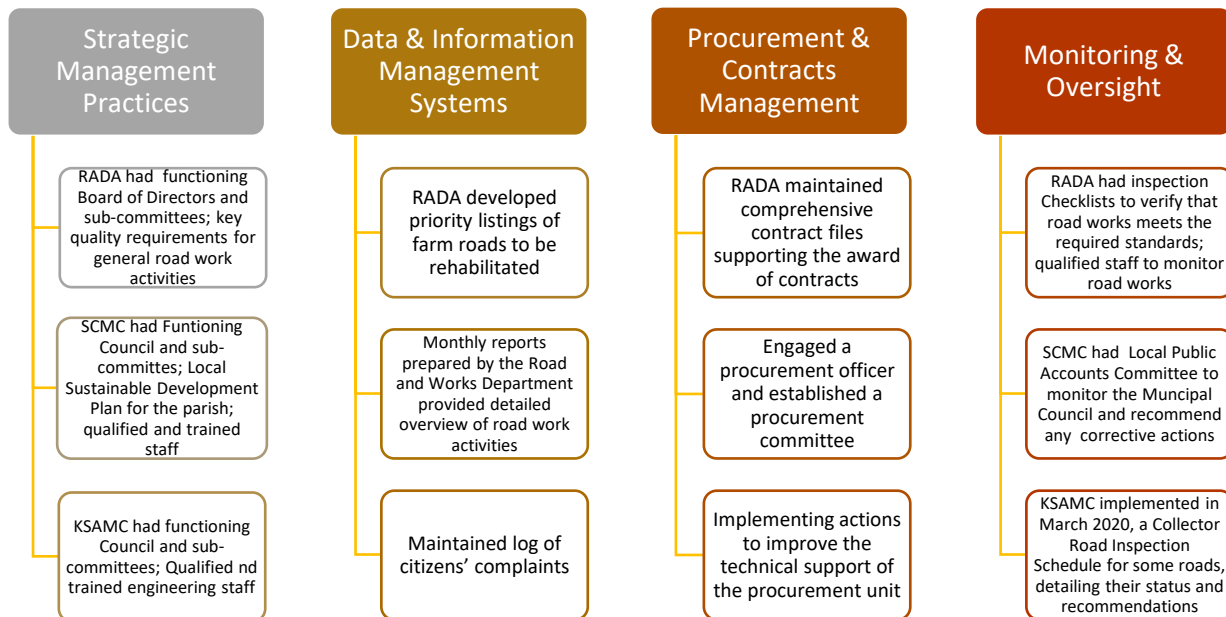 Strategic
Management
Practices
RADA had functioning
Board of Directors and
sub-committees; key
quality requirements for
general road work
activities
SCMC had Funtioning
Council and sub-
committes; Local
Sustainable Development
Plan for the parish;
qualified and trained
staff
KSAMC had functioning
Council and sub-
committees; Qualified nd
trained engineering staff
Data & Information
Management
Systems
RADA developed
priority listings of
farm roads to be
rehabilitated
Monthly reports
prepared by the Road
and Works Department
provided detailed
overview of road work
activities
Maintained log of
citizens’ complaints
Procurement &
Contracts
Management
RADA maintained
comprehensive
contract files
supporting the award
of contracts
Engaged a
procurement officer
and established a
procurement
committee
Implementing actions
to improve the
technical support of
the procurement unit
Monitoring &
Oversight
RADA had inspection
Checklists to verify that
road works meets the
required standards;
qualified staff to monitor
road works
SCMC had Local Public
Accounts Committee to
monitor the Muncipal
Council and recommend
any corrective actions
KSAMC implemented in
March 2020, a Collector
Road Inspection
Schedule for some roads,
detailing their status and
recommendations